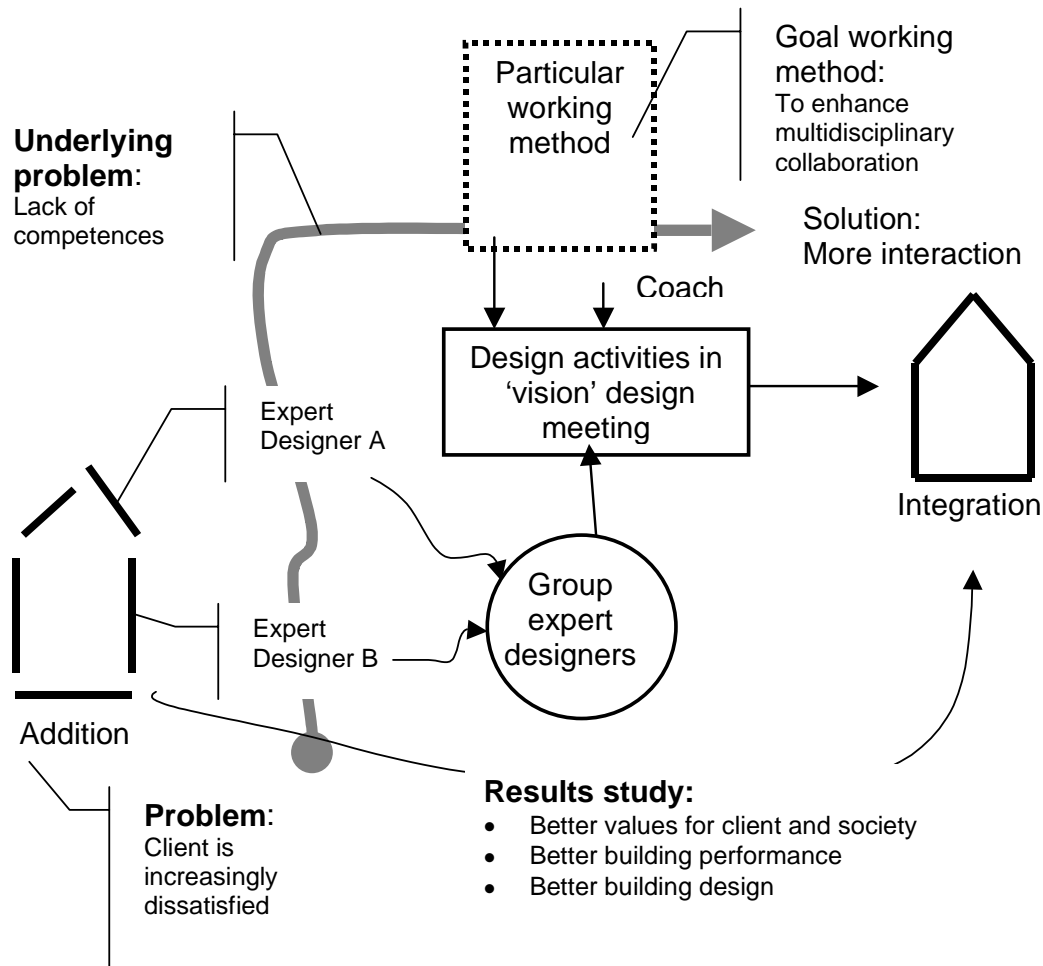 Particular
working
method
Goal working
method:
To enhance
multidisciplinary
collaboration
Underlying
problem:
Lack of
competences
Solution:
More interaction
Coach
Design activities in
‘vision’ design
meeting
Expert
Designer A
Integration
Group
expert
designers
Expert
Designer B
Addition
Problem:
Client is
increasingly
dissatisfied
Results study:
• Better values for client and society
• Better building performance
• Better building design